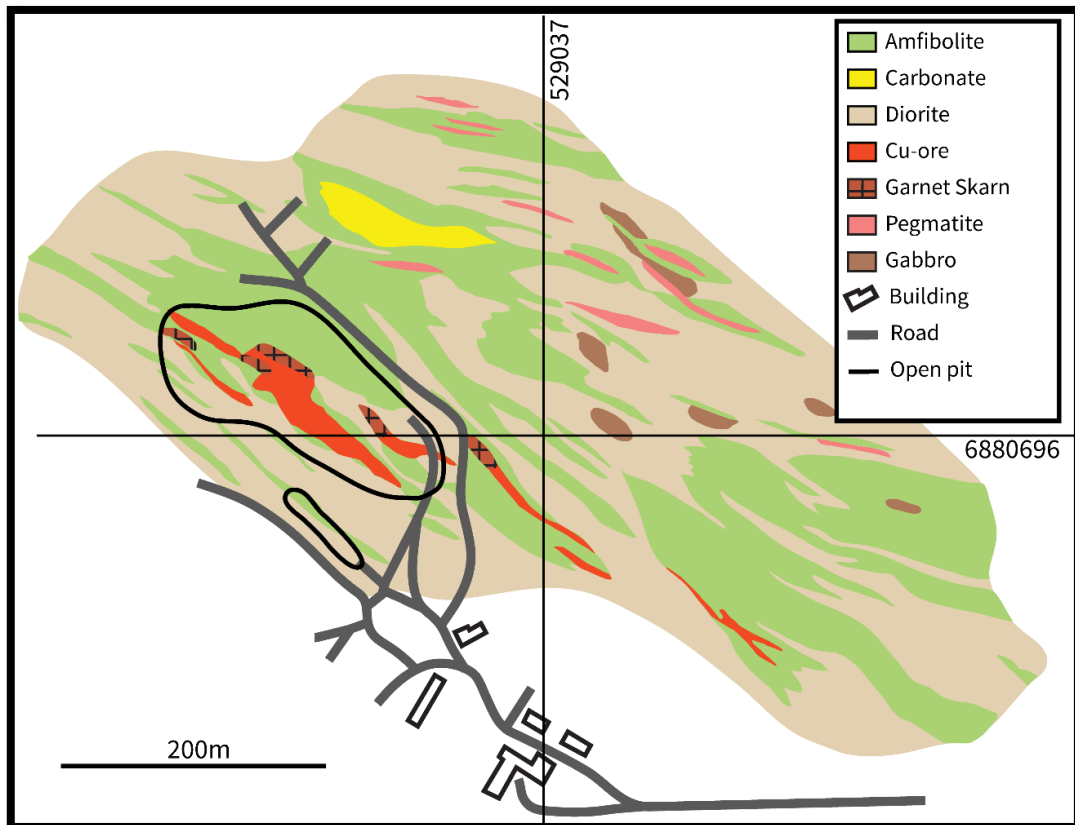 529037
Amfibolite
Carbonate
Diorite
Cu-ore
Garnet Skarn
Pegmatite
Gabbro
Building
Road
Open pit
6880696
200m